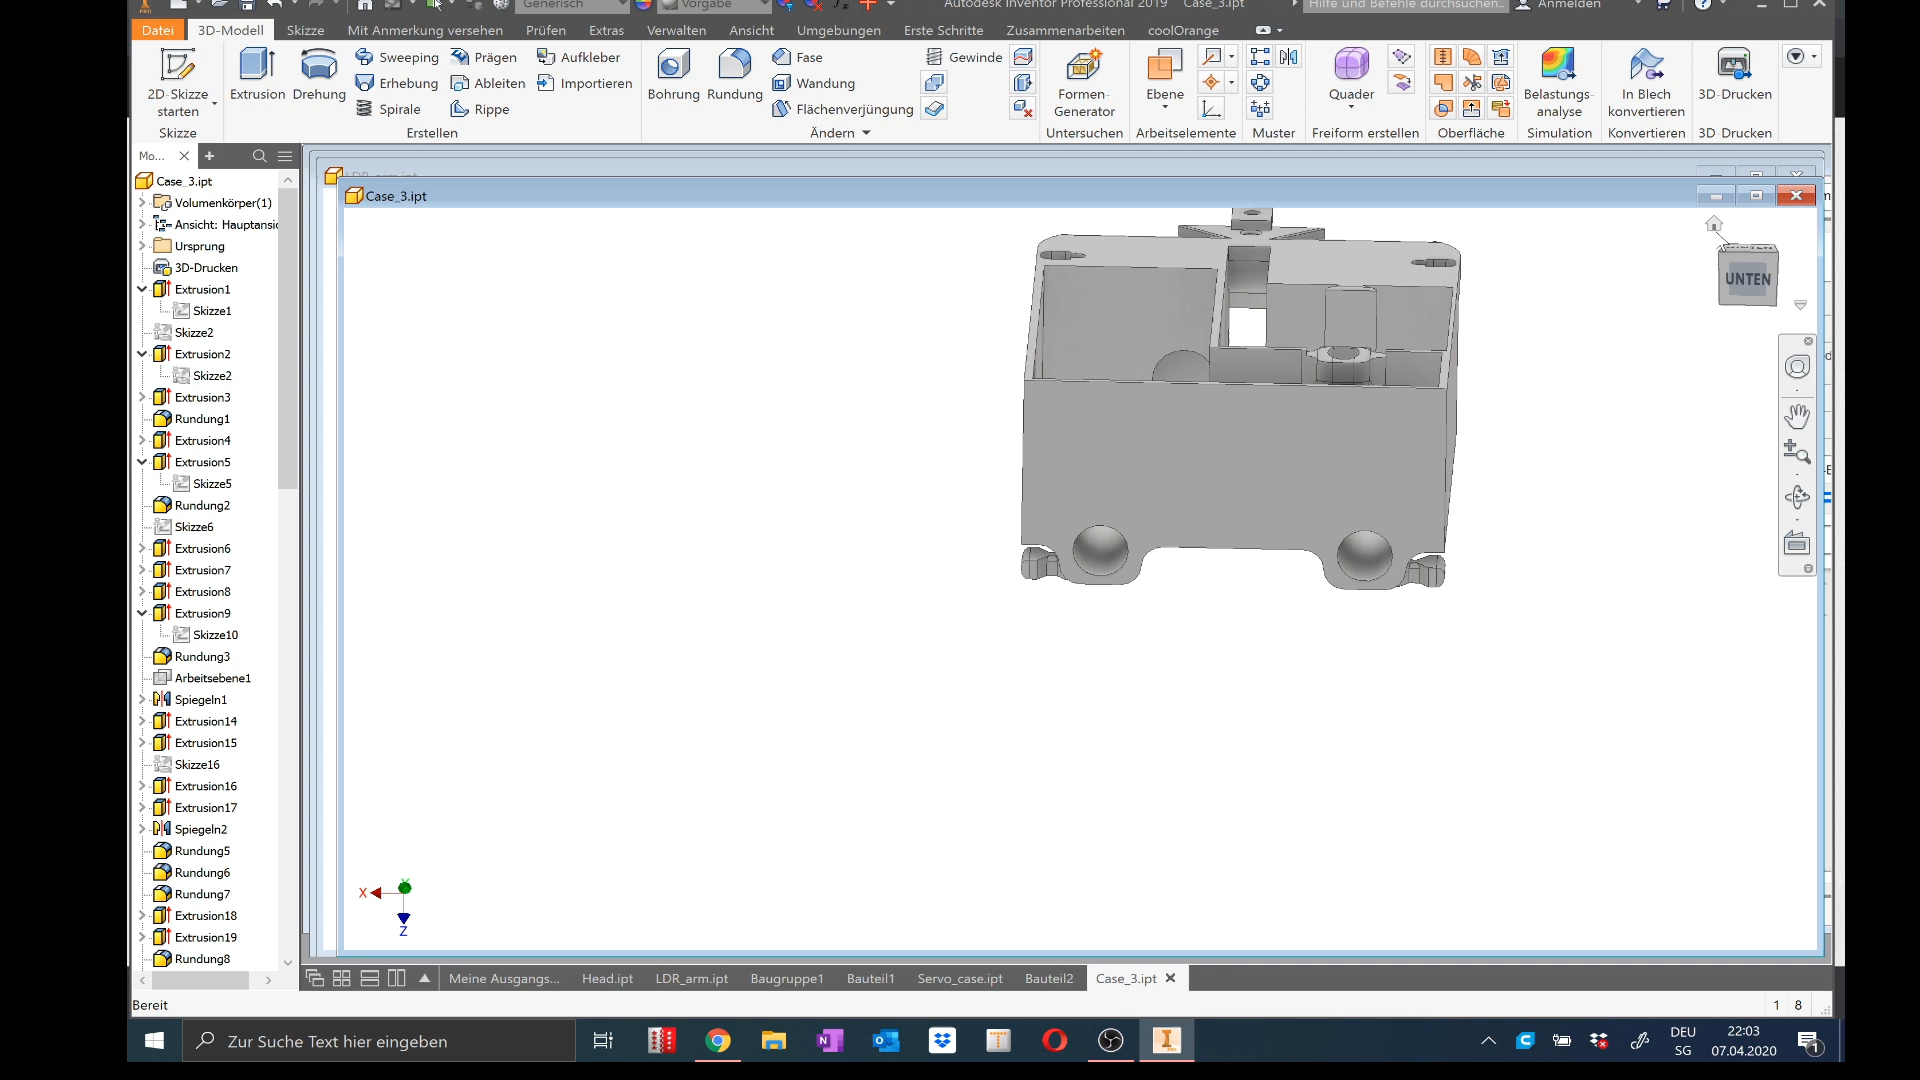 Generisch
Vorgabe
Autodesk Inventor Professional 2019 Case_3.ipt
Hilfe und Befehle durchsuchen..
Anmelden
Datei 3D-Modell Skizze Mit Anmerkung versehen Prüfen Extras Verwalten Ansicht Umgebungen Erste Schritte Zusammenarbeiten coolOrange
2D-Skizze starten
Skizze
Extrusion Drehung
Sweeping Prägen Aufkleber
Erhebung Ableiten Importieren
Spirale Rippe
Erstellen
Bohrung Rundung
Fase
Wandung
Flächenverjüngung
Gewinde
Ändern
Formen-Generator
Untersuchen
Ebene
Arbeitselemente
Muster
Quader
Freiform erstellen
Oberfläche
Belastungs-analyse
Simulation
In Blech konvertieren
Konvertieren
3D-Drucken
3D-Drucken
Mo...
Case_3.ipt
Volumenkörper(1)
Ansicht: Hauptansi
Ursprung
3D-Drucken
Extrusion1
Skizze1
Skizze2
Extrusion2
Skizze2
Extrusion3
Rundung1
Extrusion4
Extrusion5
Skizze5
Rundung2
Skizze6
Extrusion6
Extrusion7
Extrusion8
Extrusion9
Skizze10
Rundung3
Arbeitsebene1
Spiegeln1
Extrusion14
Extrusion15
Skizze16
Extrusion16
Extrusion17
Spiegeln2
Rundung5
Rundung6
Rundung7
Extrusion18
Extrusion19
Rundung8
Case_3.ipt
UNTEN
X
Y
Z
Meine Ausgangs... Head.ipt LDR_arm.ipt Baugruppe1 Bauteil1 Servo_case.ipt Bauteil2 Case_3.ipt
Bereit
1 8
Zur Suche Text hier eingeben
DEU
SG
22:03
07.04.2020
1